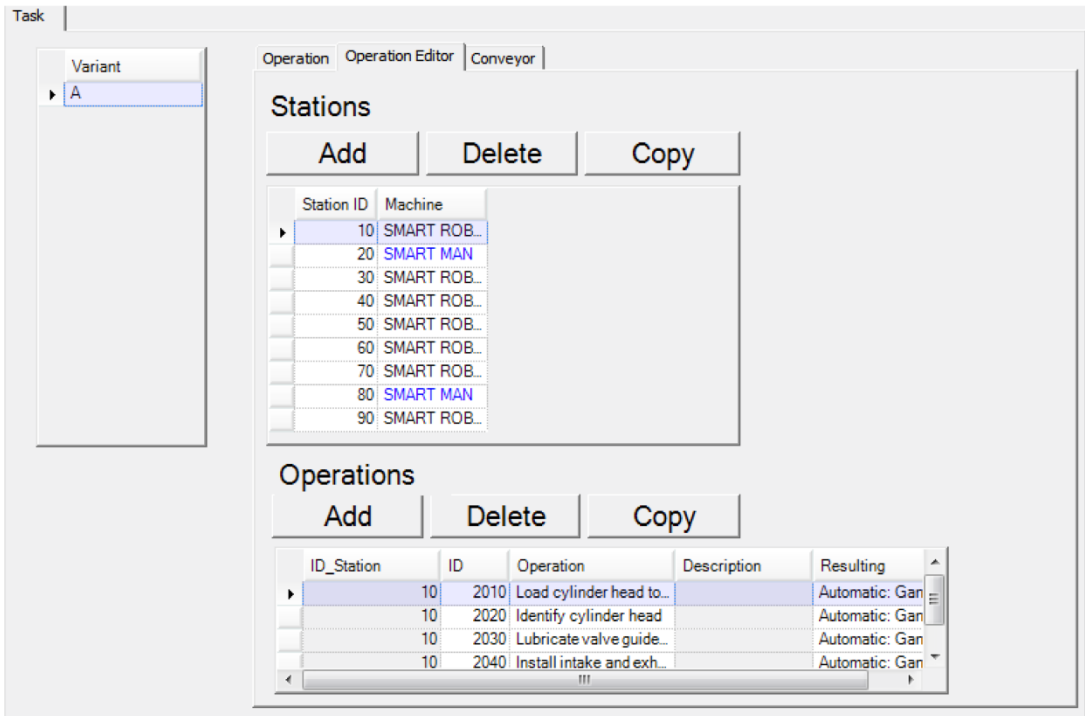 Task
Variant
A
Operation Operation Editor Conveyor
Stations
Add Delete Copy
Station ID Machine
10 SMART ROB...
20 SMART MAN
30 SMART ROB...
40 SMART ROB...
50 SMART ROB...
60 SMART ROB...
70 SMART ROB...
80 SMART MAN
90 SMART ROB...
Operations
Add Delete Copy
ID_Station ID Operation Description Resulting
10 2010 Load cylinder head to... Automatic: Gan
10 2020 Identify cylinder head Automatic: Gan
10 2030 Lubricate valve guide... Automatic: Gan
10 2040 Install intake and exh... Automatic: Gan